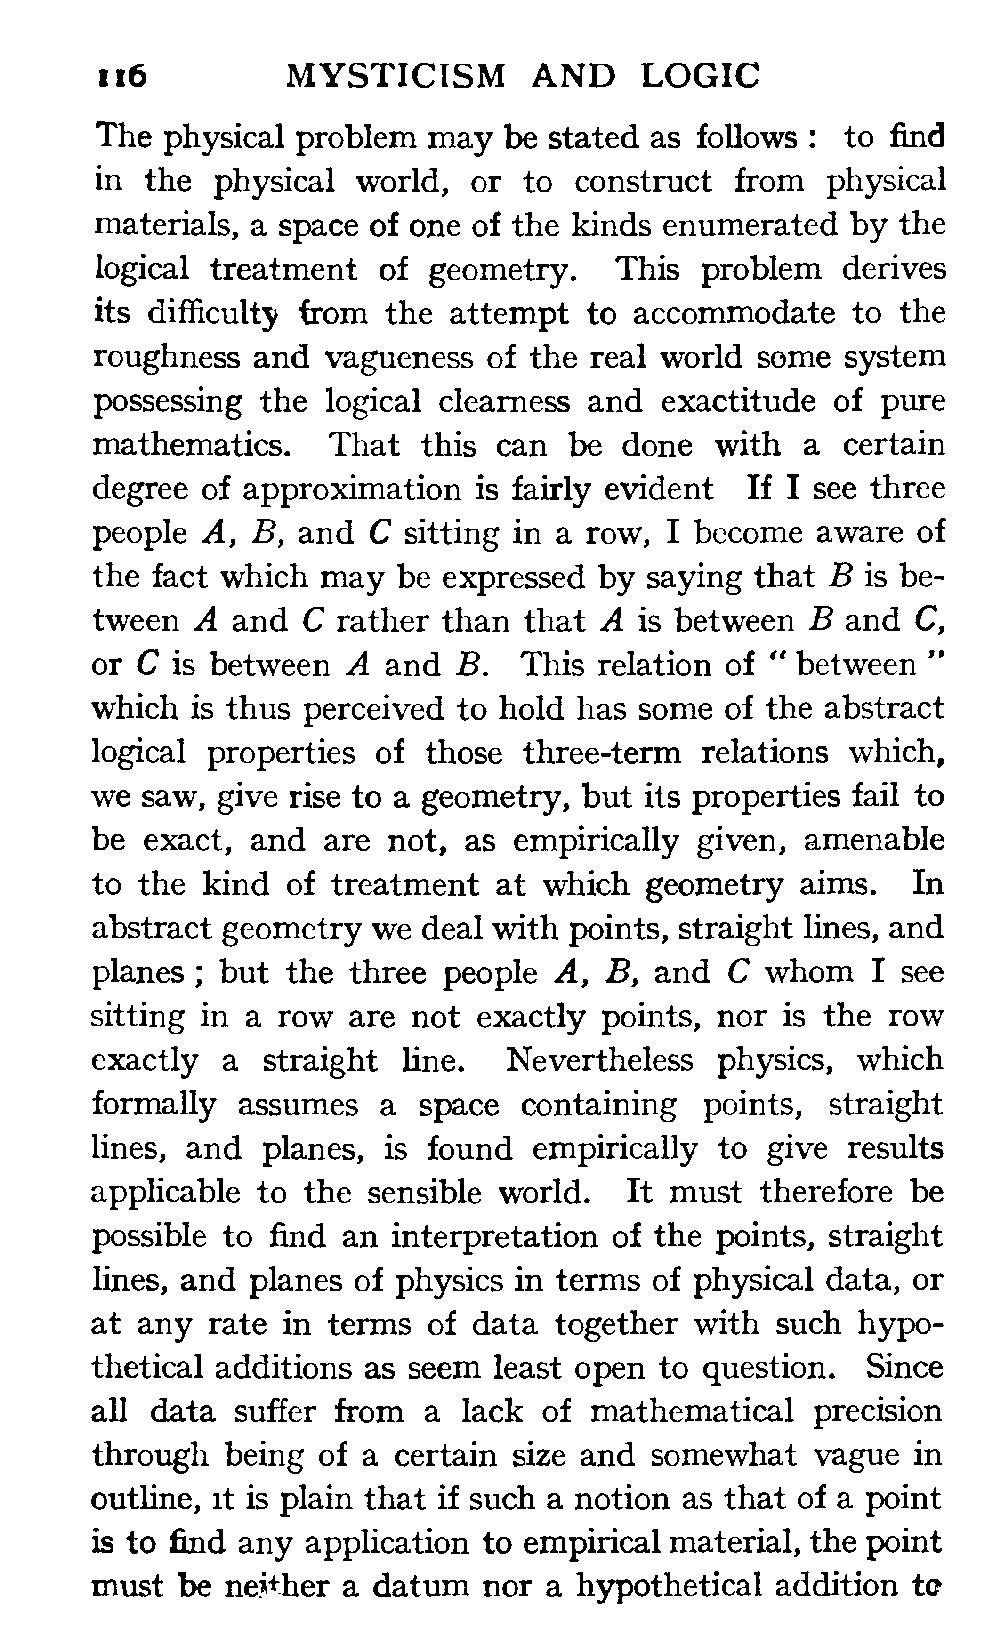 116 MYSTICISM AND LOGIC
The physical problem may be stated as follows : to find
in the physical world, or to construct from physical
materials, a space of one of the kinds enumerated by the
logical treatment of geometry. This problem derives
its difficulty from the attempt to accommodate to the
roughness and vagueness of the real world some system
possessing the logical clearness and exactitude of pure
mathematics. That this can be done with a certain
degree of approximation is fairly evident If I see three
people A, B, and C sitting in a row, I become aware of
the fact which may be expressed by saying that B is be-
tween A and C rather than that A is between B and C,
or C is between A and B. This relation of “ between ”
which is thus perceived to hold has some of the abstract
logical properties of those three-term relations which,
we saw, give rise to a geometry, but its properties fail to
be exact, and are not, as empirically given, amenable
to the kind of treatment at which geometry aims. In
abstract geometry we deal with points, straight lines, and
planes ; but the three people A, B, and C whom I see
sitting in a row are not exactly points, nor is the row
exactly a straight line. Nevertheless physics, which
formally assumes a space containing points, straight
lines, and planes, is found empirically to give results
applicable to the sensible world. It must therefore be
possible to find an interpretation of the points, straight
lines, and planes of physics in terms of physical data, or
at any rate in terms of data together with such hypo-
thetical additions as seem least open to question. Since
all data suffer from a lack of mathematical precision
through being of a certain size and somewhat vague in
outline, it is plain that if such a notion as that of a point
is to find any application to empirical material, the point
must be neither a datum nor a hypothetical addition to